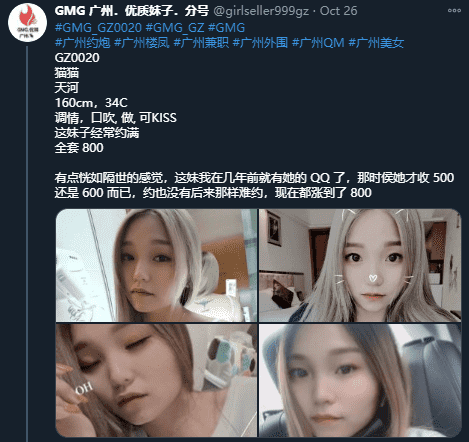 GMG 广州．优质妹子．分号 @girlseller999gz · Oct 26
#GMG_GZ0020 #GMG_GZ #GMG
#广州约炮 #广州楼凤 #广州兼职 #广州外围 #广州QM #广州美女
GZ0020
猫猫
天河
160cm，34C
调情，口吹, 做, 可KISS
这妹子经常约满
全套 800
有点恍如隔世的感觉，这妹我在几年前就有她的 QQ 了，那时侯她才收 500
还是 600 而已，约也没有后来那样难约，现在都涨到了 800
OH